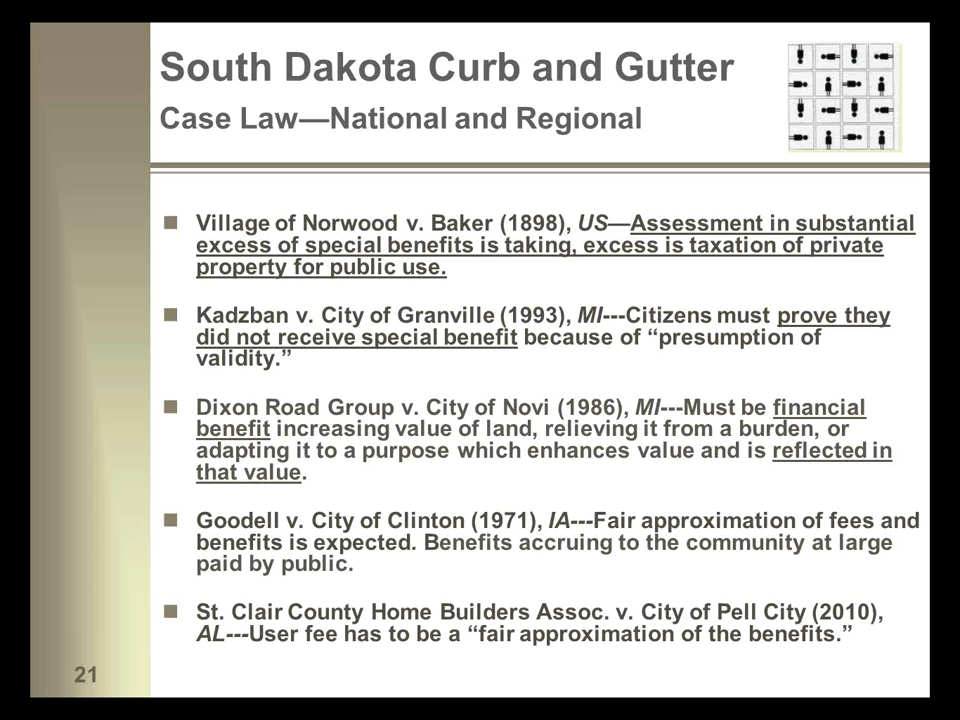 South Dakota Curb and Gutter
Case Law—National and Regional
Village of Norwood v. Baker (1898), US—Assessment in substantial
excess of special benefits is taking, excess is taxation of private
property for public use.
Kadzban v. City of Granville (1993), MI---Citizens must prove they
did not receive special benefit because of “presumption of
validity.”
Dixon Road Group v. City of Novi (1986), MI---Must be financial
benefit increasing value of land, relieving it from a burden, or
adapting it to a purpose which enhances value and is reflected in
that value.
Goodell v. City of Clinton (1971), IA---Fair approximation of fees and
benefits is expected. Benefits accruing to the community at large
paid by public.
St. Clair County Home Builders Assoc. v. City of Pell City (2010),
AL---User fee has to be a “fair approximation of the benefits.”
21